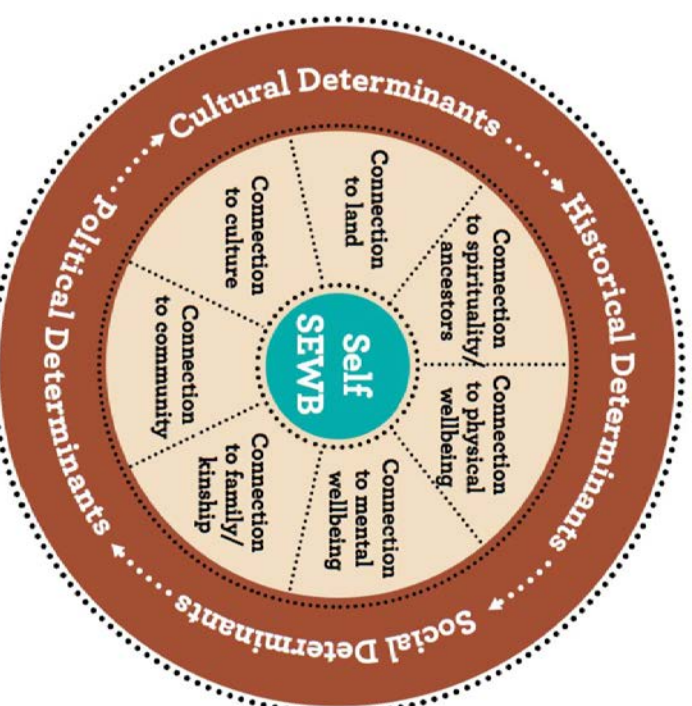 Cultural Determinants
Historical Determinants
Social Determinants
Political Determinants
Connection
to physical
wellbeing
Connection
to mental
wellbeing
Connection
to family/
kinship
Connection
to community
Connection
to culture
Connection
to land
Connection
to spirituality/
ancestors
Self
SEWB